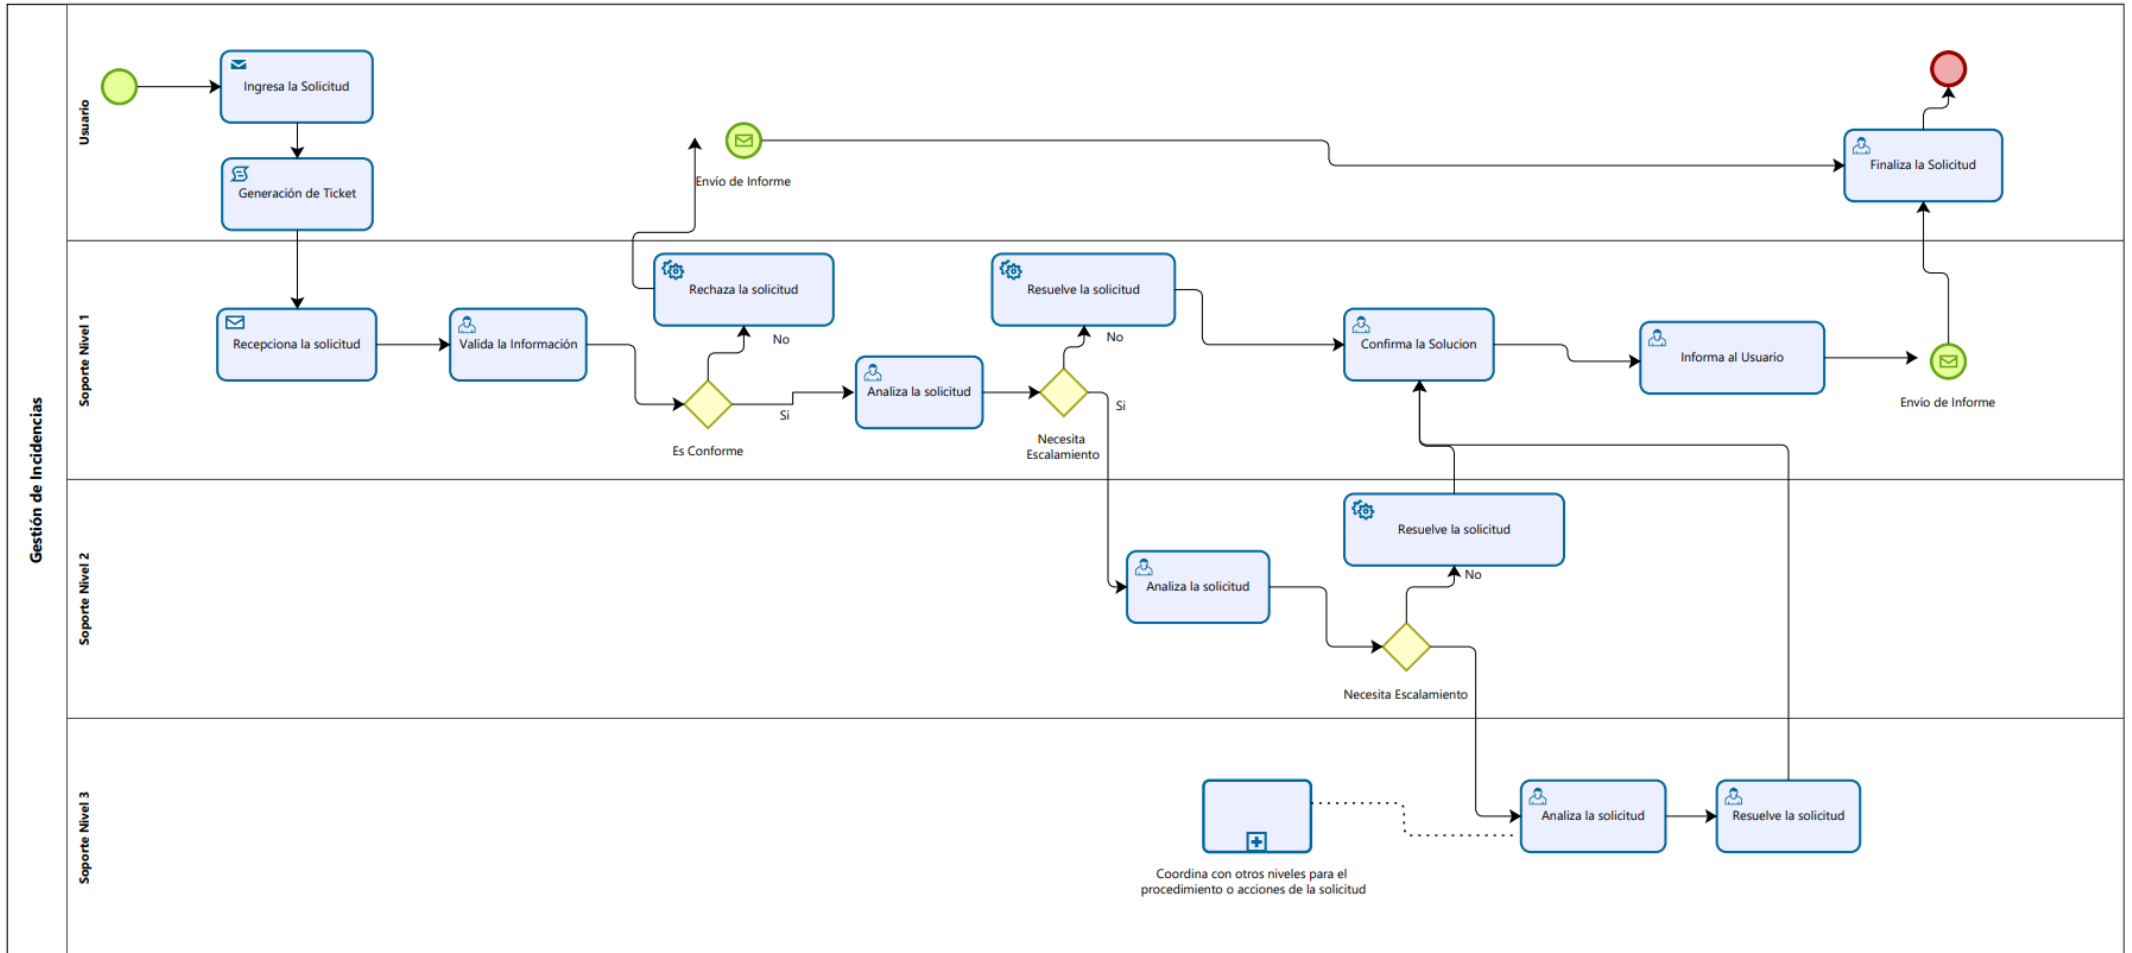 Gestión de Incidencias
Usuario
Ingresa la Solicitud
Generación de Ticket
Envío de Informe
Finaliza la Solicitud
Soporte Nivel 1
Recepciona la solicitud
Valida la Información
Rechaza la solicitud
No
Es Conforme
Si
Analiza la solicitud
Resuelve la solicitud
No
Necesita
Escalamiento
Si
Confirma la Solucion
Informa al Usuario
Envío de Informe
Soporte Nivel 2
Analiza la solicitud
Resuelve la solicitud
No
Necesita Escalamiento
Soporte Nivel 3
Coordina con otros niveles para el
procedimiento o acciones de la solicitud
Analiza la solicitud
Resuelve la solicitud